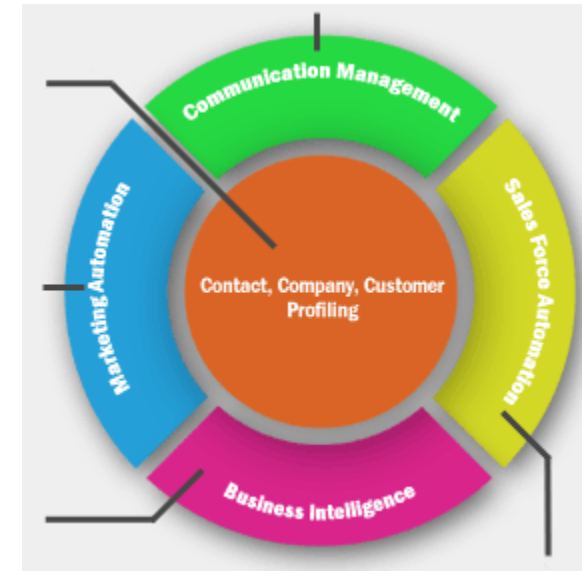 Communication Management
Sales Force Automation
Marketing Automation
Contact, Company, Customer
Profiling
Business Intelligence